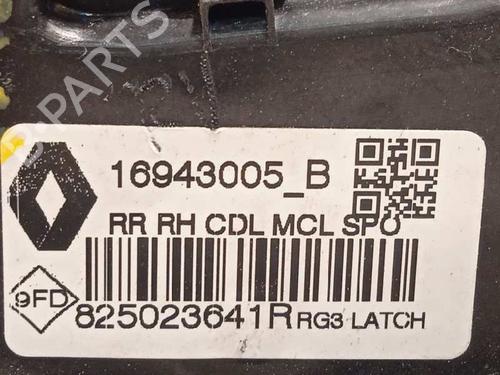 B-PARTS
16943005_B
RR RH CDL MCL SPO
9FD
825023641R RG3 LATCH